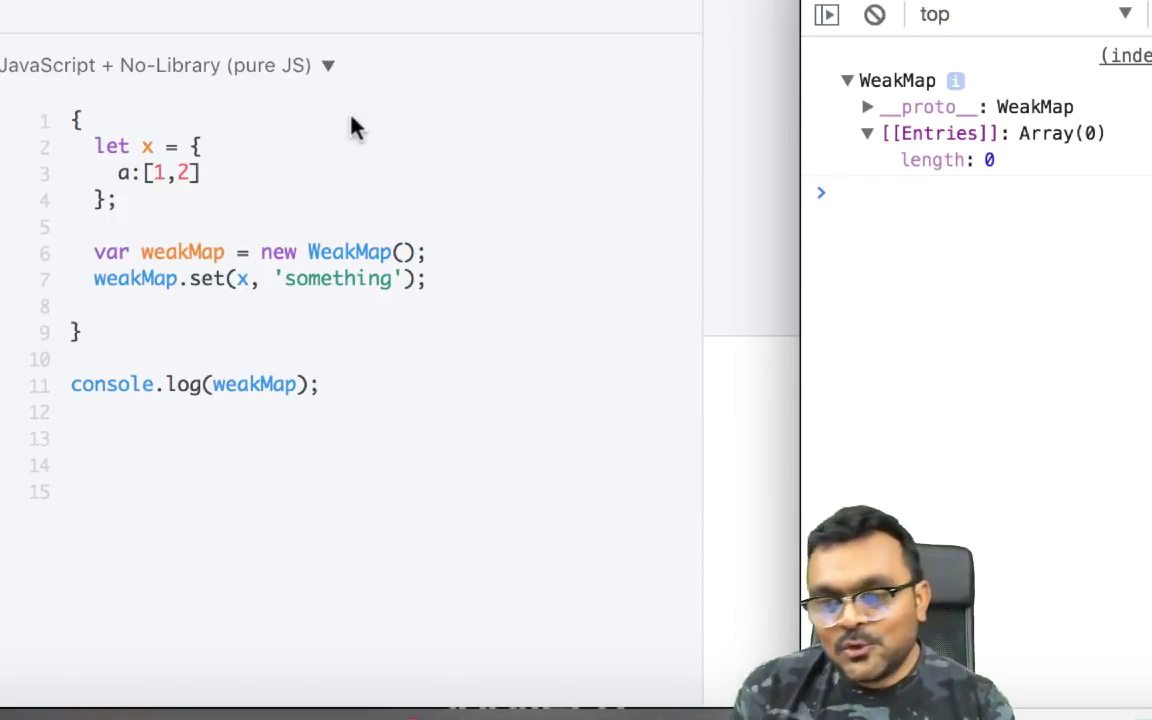 JavaScript + No-Library (pure JS) ▼
1 {
2 let x = {
3 a:[1,2]
4 };
5
6 var weakMap = new WeakMap();
7 weakMap.set(x, 'something');
8
9 }
10
11 console.log(weakMap);
12
13
14
15
top ▼
(inde
▼ WeakMap i
▶ __proto__: WeakMap
▼ [[Entries]]: Array(0)
length: 0
>